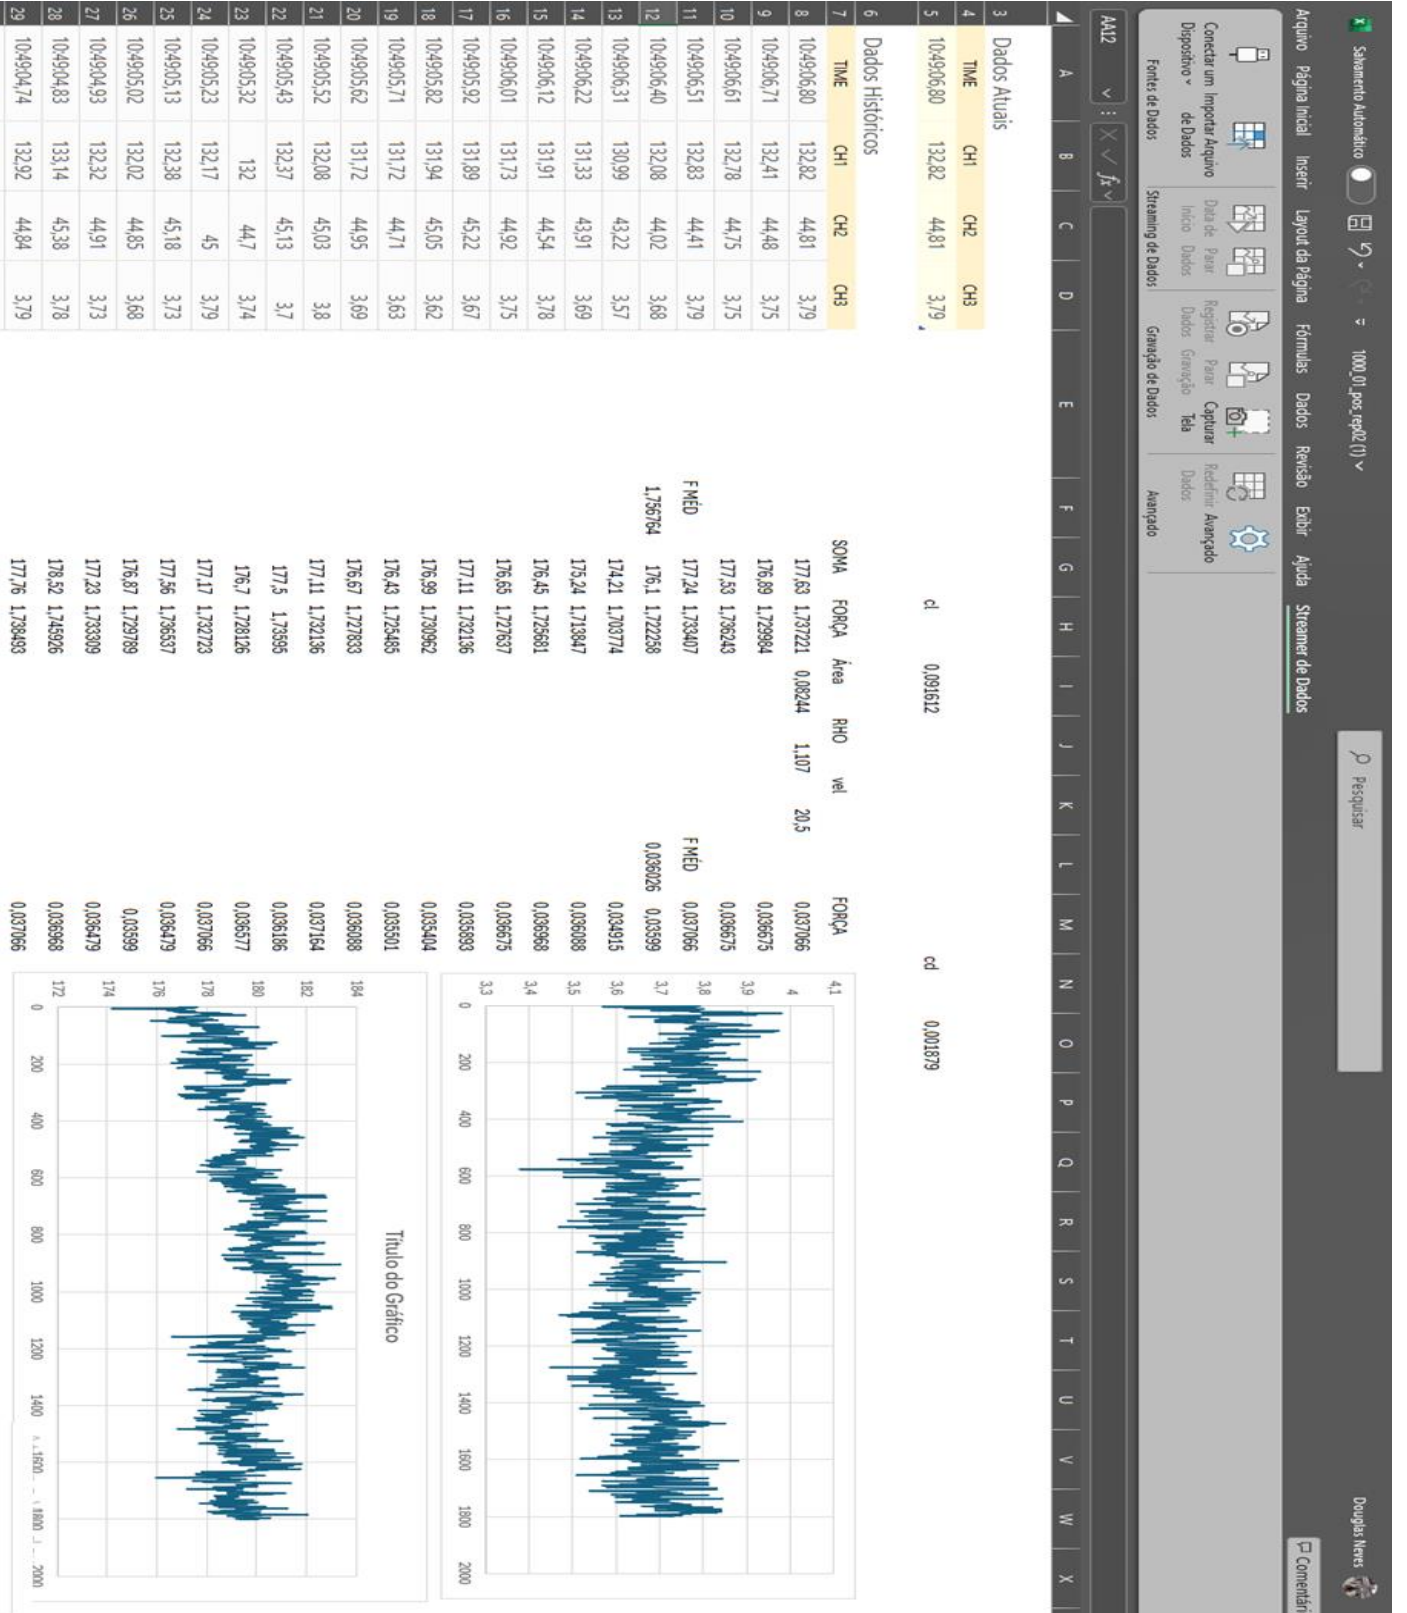 Salvamento Automático 1000_01_pos_rep02 (1) Pesquisar Douglas Neves
Arquivo Página Inicial Inserir Layout da Página Fórmulas Dados Revisão Exibir Ajuda Streamer de Dados Comentári
Conectar um Importar Arquivo Data de Parar Registrar Parar Capturar Redefinir Avançado
Dispositivo de Dados Início Dados Dados Gravação Tela Dados
Fontes de Dados Streaming de Dados Gravação de Dados Avançado
AA12 fx
A B C D E F G H I J K L M N O P Q R S T U V W X
3 Dados Atuais
4 TIME CH1 CH2 CH3
5 10:49:06,80 132,82 44,81 3,79 cl 0,091612 cd 0,001879
6 Dados Históricos
7 TIME CH1 CH2 CH3 SOMA FORÇA Área RHO vel FORÇA
8 10:49:06,80 132,82 44,81 3,79 177,63 1,737221 0,08244 1,107 20,5 0,037066
9 10:49:06,71 132,41 44,48 3,75 176,89 1,729984 0,036675
10 10:49:06,61 132,78 44,75 3,75 177,53 1,736243 0,036675
11 10:49:06,51 132,83 44,41 3,79 F MÉD 177,24 1,733407 F MÉD 0,037066
12 10:49:06,40 132,08 44,02 3,68 1,756764 176,1 1,722258 0,036026 0,03599
13 10:49:06,31 130,99 43,22 3,57 174,21 1,703774 0,034915
14 10:49:06,22 131,33 43,91 3,69 175,24 1,713847 0,036088
15 10:49:06,12 131,91 44,54 3,78 176,45 1,725681 0,036968
16 10:49:06,01 131,73 44,92 3,75 176,65 1,727637 0,036675
17 10:49:05,92 131,89 45,22 3,67 177,11 1,732136 0,035893
18 10:49:05,82 131,94 45,05 3,62 176,99 1,730962 0,035404
19 10:49:05,71 131,72 44,71 3,63 176,43 1,725485 0,035501
20 10:49:05,62 131,72 44,95 3,69 176,67 1,727833 0,036088
21 10:49:05,52 132,08 45,03 3,8 177,11 1,732136 0,037164
22 10:49:05,43 132,37 45,13 3,7 177,5 1,73595 0,036186
23 10:49:05,32 132 44,7 3,74 176,7 1,728126 0,036577
24 10:49:05,23 132,17 45 3,79 177,17 1,732723 0,037066
25 10:49:05,13 132,38 45,18 3,73 177,56 1,736537 0,036479
26 10:49:05,02 132,02 44,85 3,68 176,87 1,729789 0,03599
27 10:49:04,93 132,32 44,91 3,73 177,23 1,733309 0,036479
28 10:49:04,83 133,14 45,38 3,78 178,52 1,745926 0,036968
29 10:49:04,74 132,92 44,84 3,79 177,76 1,738493 0,037066
4,1
4
3,9
3,8
3,7
3,6
3,5
3,4
3,3
0 200 400 600 800 1000 1200 1400 1600 1800 2000
Título do Gráfico
184
182
180
178
176
174
172
0 200 400 600 800 1000 1200 1400 1600 1800 2000